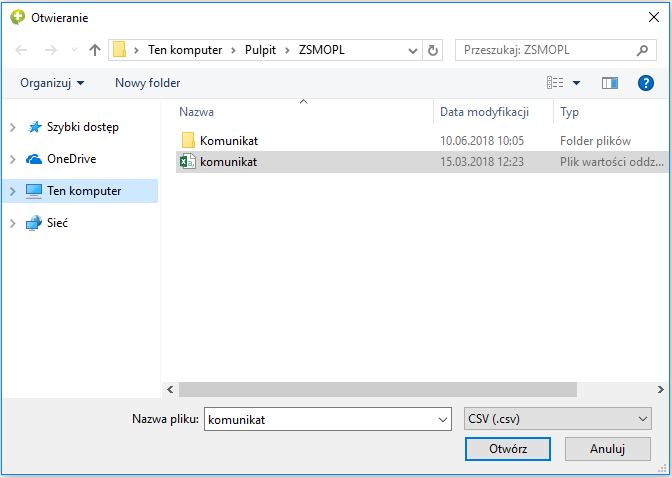 Otwieranie
Ten komputer Pulpit ZSMOPL Przeszukaj: ZSMOPL
Organizuj Nowy folder ?
Nazwa Data modyfikacji Typ
Szybki dostęp
Komunikat 10.06.2018 10:05 Folder plików
OneDrive komunikat 15.03.2018 12:23 Plik wartości oddz...
Ten komputer
Sieć
Nazwa pliku: komunikat CSV (.csv)
Otwórz Anuluj